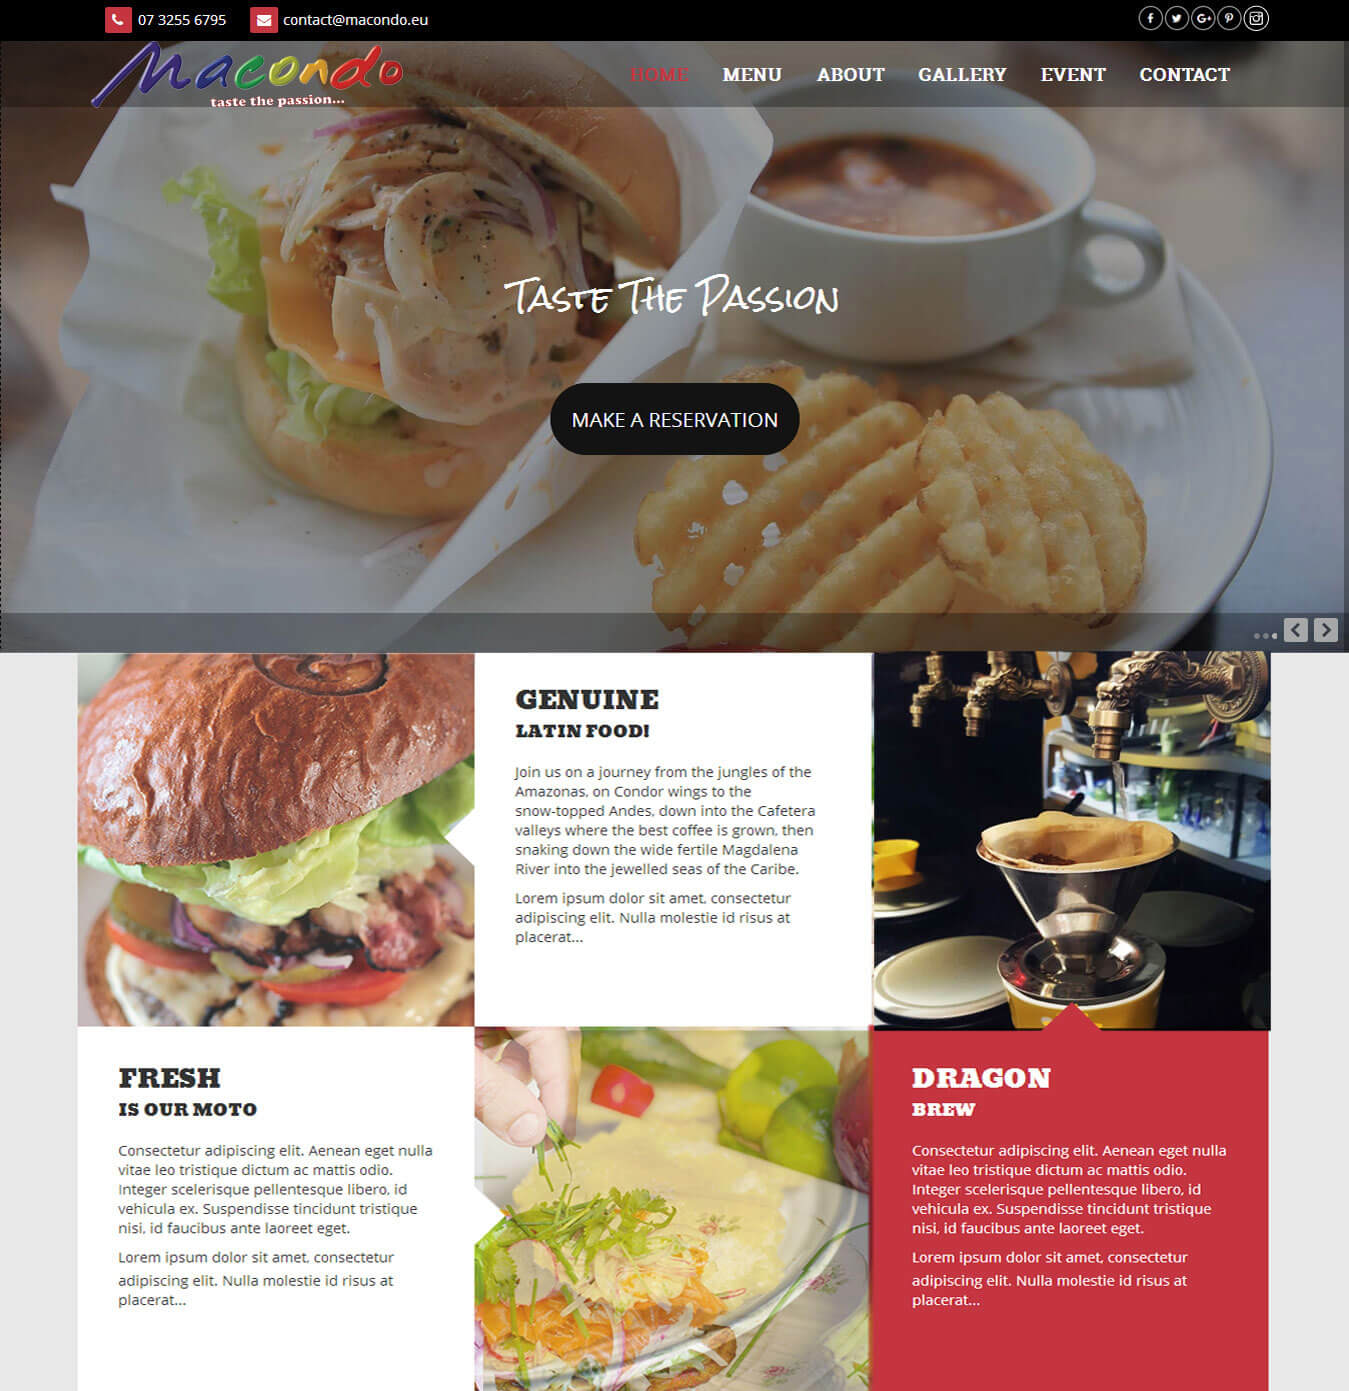 07 3255 6795 contact@macondo.eu
Macondo
taste the passion...
HOME MENU ABOUT GALLERY EVENT CONTACT
Taste The Passion
MAKE A RESERVATION
GENUINE
LATIN FOOD!
Join us on a journey from the jungles of the
Amazonas, on Condor wings to the
snow-topped Andes, down into the Cafetera
valleys where the best coffee is grown, then
snaking down the wide fertile Magdalena
River into the jewelled seas of the Caribe.
Lorem ipsum dolor sit amet, consectetur
adipiscing elit. Nulla molestie id risus at
placerat...
FRESH
IS OUR MOTO
Consectetur adipiscing elit. Aenean eget nulla
vitae leo tristique dictum ac mattis odio.
Integer scelerisque pellentesque libero, id
vehicula ex. Suspendisse tincidunt tristique
nisi, id faucibus ante laoreet eget.
Lorem ipsum dolor sit amet, consectetur
adipiscing elit. Nulla molestie id risus at
placerat...
DRAGON
BREW
Consectetur adipiscing elit. Aenean eget nulla
vitae leo tristique dictum ac mattis odio.
Integer scelerisque pellentesque libero, id
vehicula ex. Suspendisse tincidunt tristique
nisi, id faucibus ante laoreet eget.
Lorem ipsum dolor sit amet, consectetur
adipiscing elit. Nulla molestie id risus at
placerat...